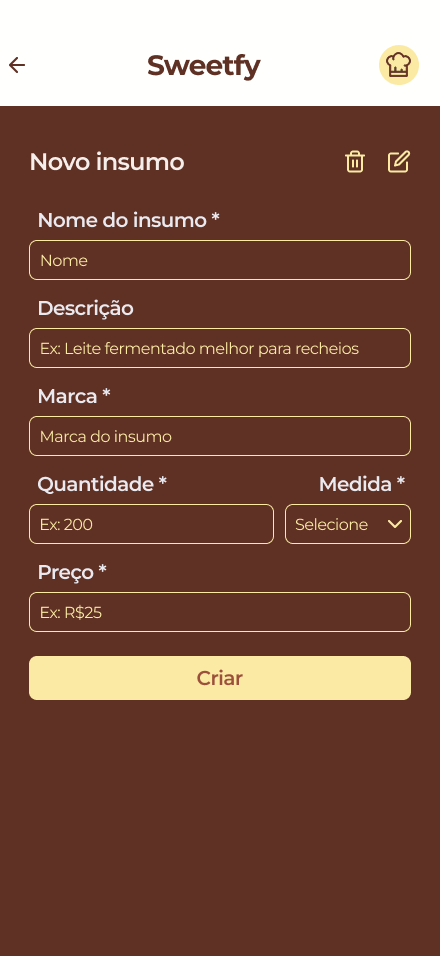 Sweetfy
Novo insumo
Nome do insumo *
Nome
Descrição
Ex: Leite fermentado melhor para recheios
Marca *
Marca do insumo
Quantidade * Medida *
Ex: 200 Selecione
Preço *
Ex: R$25
Criar